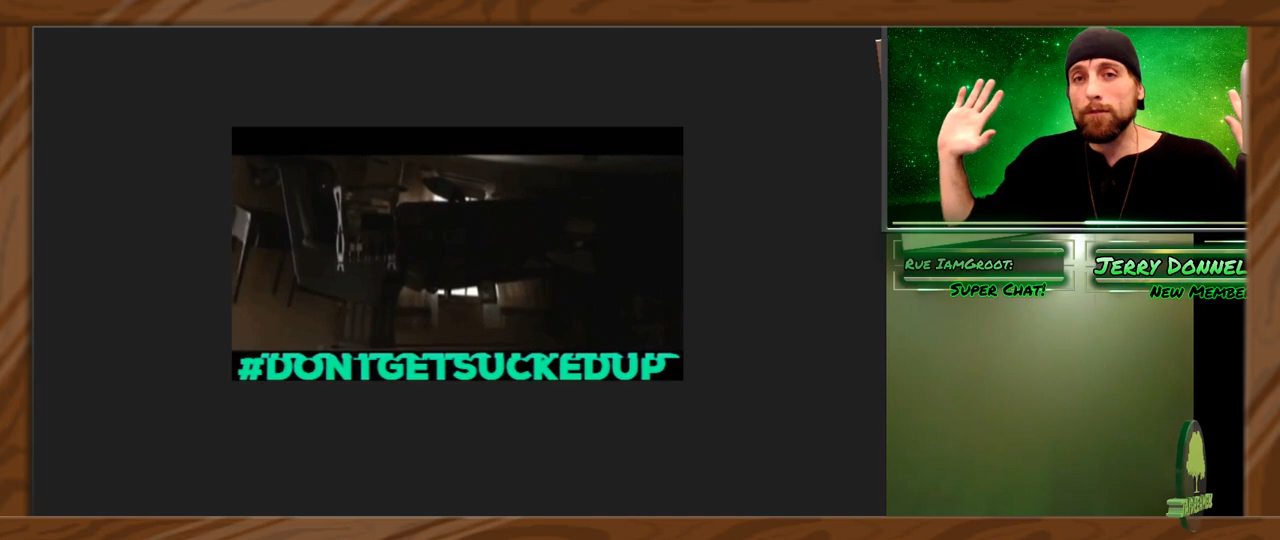 #DONTGETSUCKEDUP
RUE IAMGROOT:
SUPER CHAT!
JERRY DONNEL
NEW MEMBE